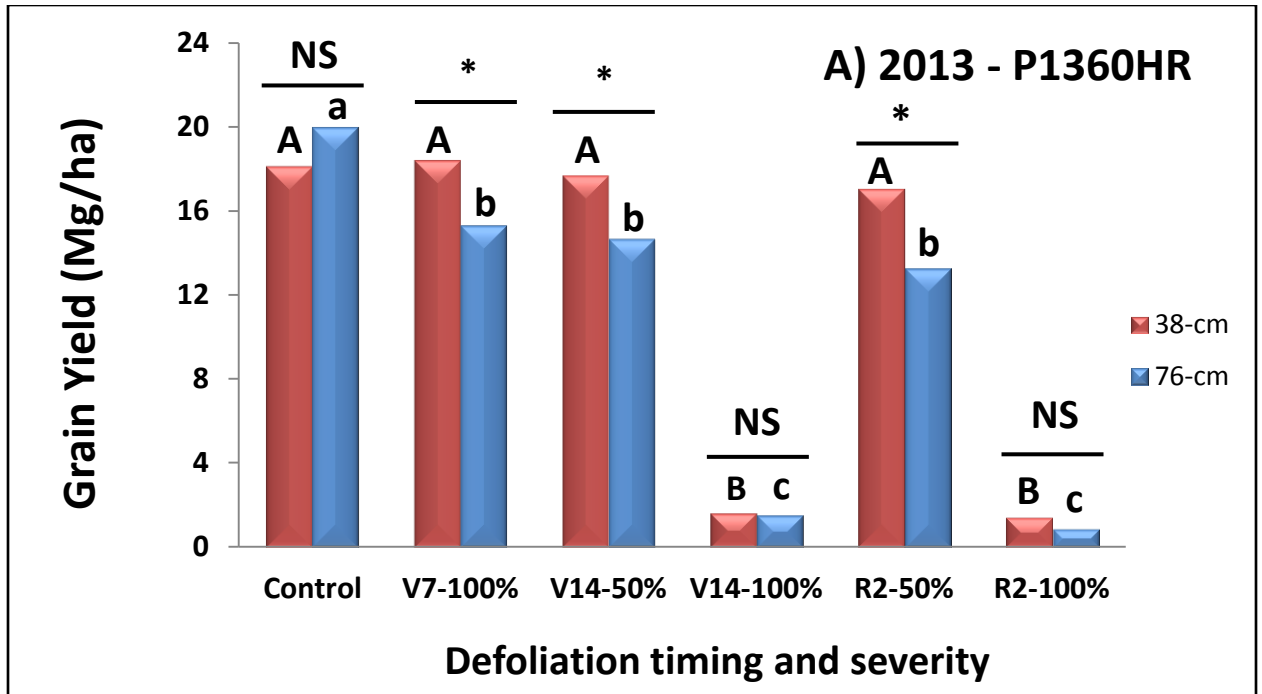 A) 2013 - P1360HR
Grain Yield (Mg/ha)
24
20
16
12
8
4
0
NS
*
*
NS
*
NS
A
a
A
b
A
b
B
c
A
b
B
c
Control
V7-100%
V14-50%
V14-100%
R2-50%
R2-100%
Defoliation timing and severity
38-cm
76-cm